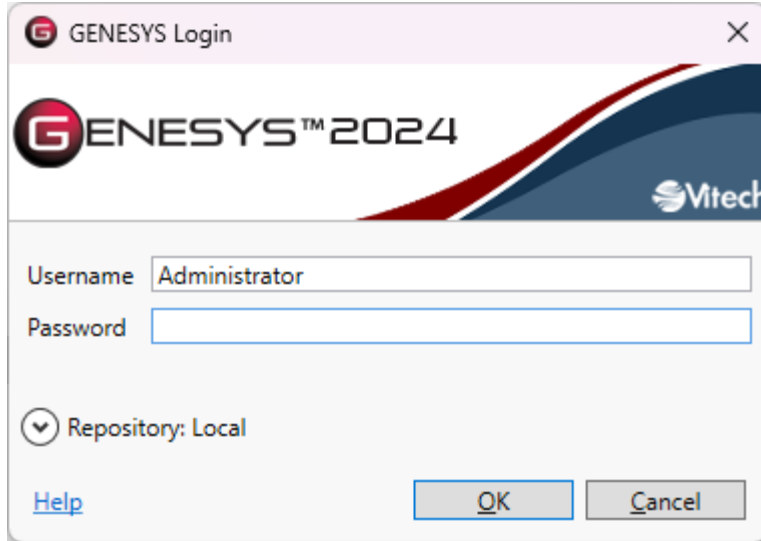 GENESYS Login
GENESYS™2024
Vitech
Username Administrator
Password
Repository: Local
Help OK Cancel